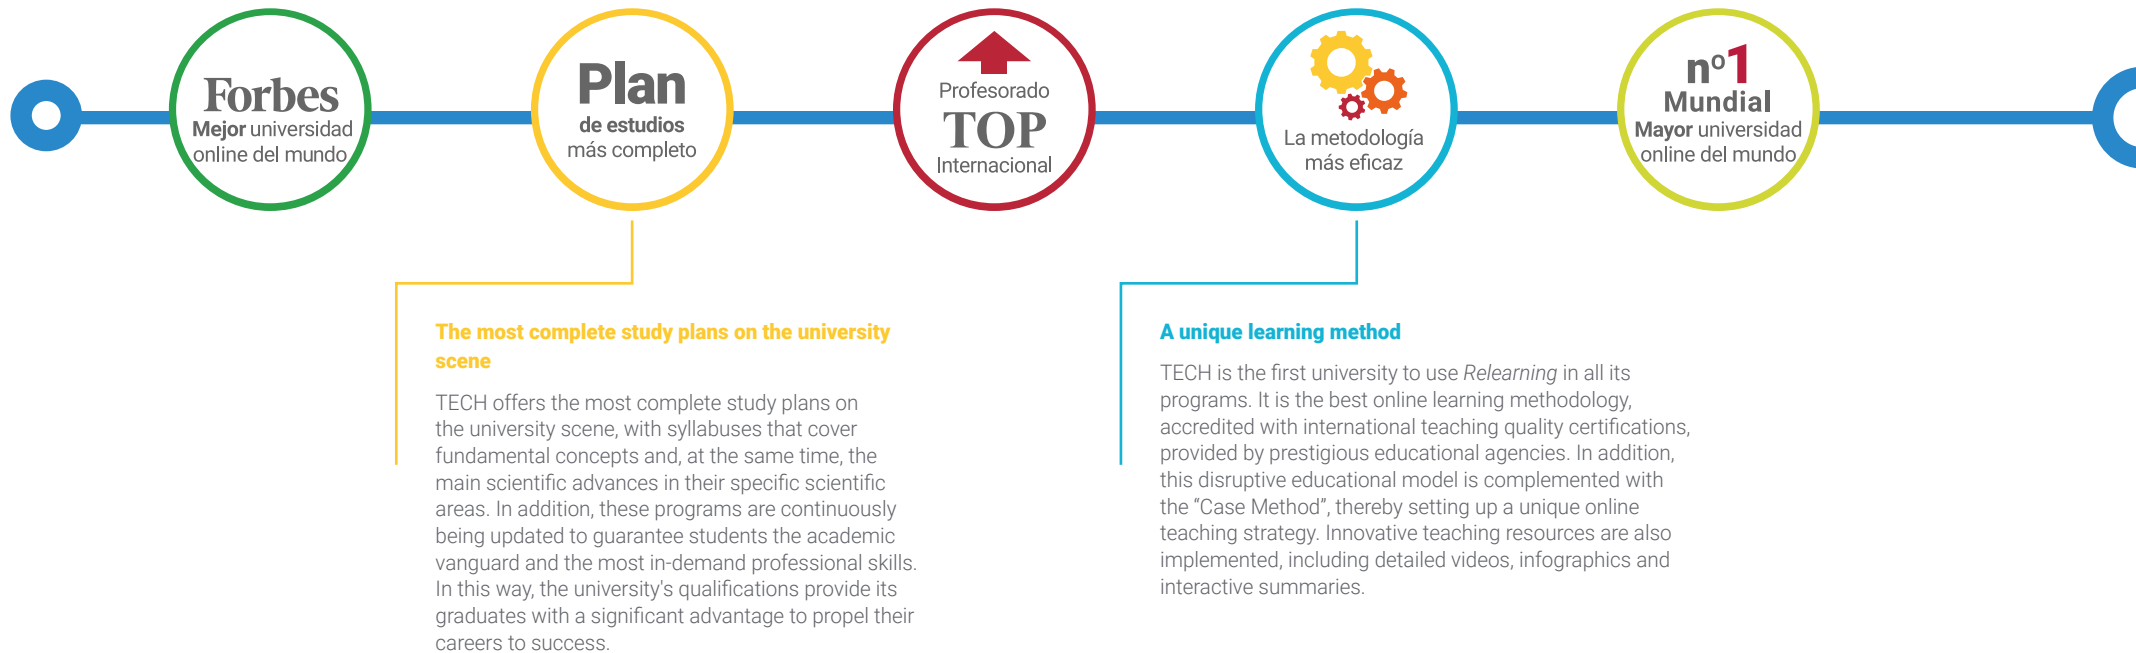 Forbes
Mejor universidad
online del mundo
Plan
de estudios
más completo
Profesorado
TOP
Internacional
La metodología
más eficaz
nº1
Mundial
Mayor universidad
online del mundo
The most complete study plans on the university
scene
TECH offers the most complete study plans on
the university scene, with syllabuses that cover
fundamental concepts and, at the same time, the
main scientific advances in their specific scientific
areas. In addition, these programs are continuously
being updated to guarantee students the academic
vanguard and the most in-demand professional skills.
In this way, the university's qualifications provide its
graduates with a significant advantage to propel their
careers to success.
A unique learning method
TECH is the first university to use Relearning in all its
programs. It is the best online learning methodology,
accredited with international teaching quality certifications,
provided by prestigious educational agencies. In addition,
this disruptive educational model is complemented with
the “Case Method”, thereby setting up a unique online
teaching strategy. Innovative teaching resources are also
implemented, including detailed videos, infographics and
interactive summaries.